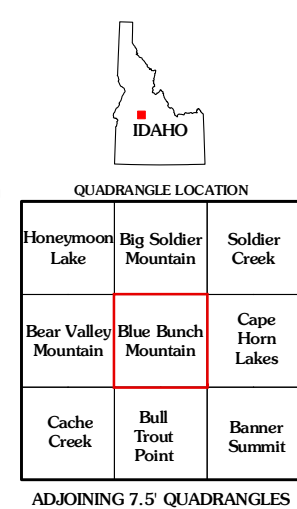 IDAHO
QUADRANGLE LOCATION
Honeymoon
Lake
Big Soldier
Mountain
Soldier
Creek
Bear Valley
Mountain
Blue Bunch
Mountain
Cape
Horn
Lakes
Cache
Creek
Bull
Trout
Point
Banner
Summit
ADJOINING 7.5' QUADRANGLES